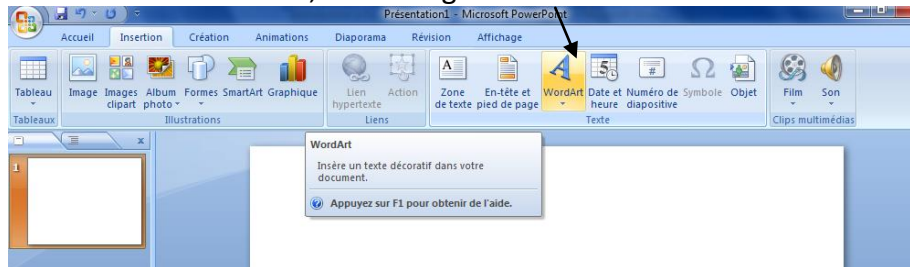 Présentation1 - Microsoft PowerPoint
Accueil Insertion Création Animations Diaporama Révision Affichage
Tableau Image Images clipart Album photo Formes SmartArt Graphique Lien hypertexte Action Zone de texte En-tête et pied de page WordArt Date et heure Numéro de diapositive Symbole Objet Film Son
Tableaux Illustrations Liens Texte Clips multimédias
1
WordArt
Insère un texte décoratif dans votre
document.
Appuyez sur F1 pour obtenir de l'aide.